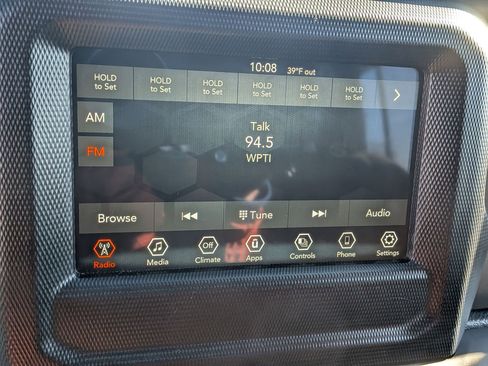 10:08 39°F out
HOLD to Set HOLD to Set HOLD to Set HOLD to Set HOLD to Set HOLD to Set
AM
FM
Talk
94.5
WPTI
Browse Tune Audio
Off
Radio Media Climate Apps Controls Phone Settings